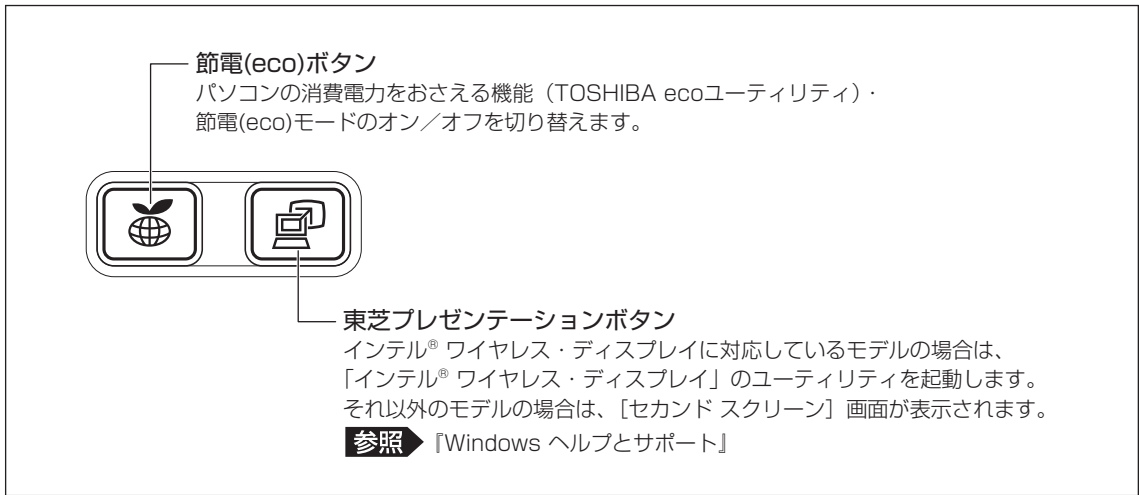 節電(eco)ボタン
パソコンの消費電力をおさえる機能（TOSHIBA ecoユーティリティ）・
節電(eco)モードのオン／オフを切り替えます。
東芝プレゼンテーションボタン
インテル® ワイヤレス・ディスプレイに対応しているモデルの場合は、
「インテル® ワイヤレス・ディスプレイ」のユーティリティを起動します。
それ以外のモデルの場合は、［セカンド スクリーン］画面が表示されます。
参照 『Windows ヘルプとサポート』